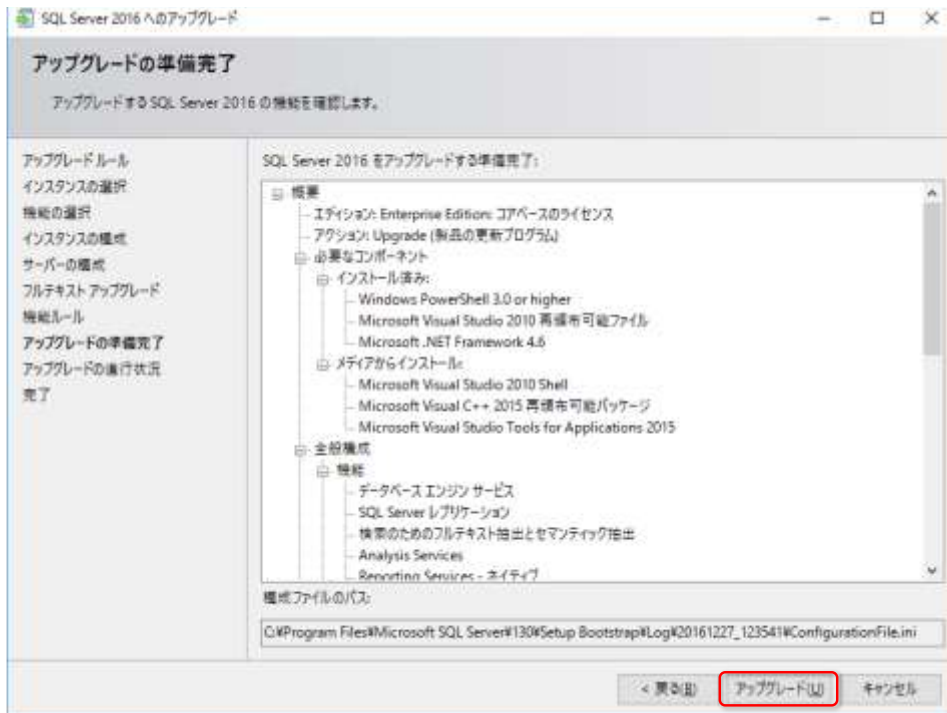 SQL Server 2016 へのアップグレード
アップグレードの準備完了
アップグレードする SQL Server 2016 の機能を確認します。
アップグレード ルール
インスタンスの選択
機能の選択
インスタンスの構成
サーバーの構成
フルテキスト アップグレード
機能ルール
アップグレードの準備完了
アップグレードの進行状況
完了
SQL Server 2016 をアップグレードする準備完了:
概要
エディション: Enterprise Edition: コアベースのライセンス
アクション: Upgrade (製品の更新プログラム)
必要なコンポーネント
インストール済み:
Windows PowerShell 3.0 or higher
Microsoft Visual Studio 2010 再頒布可能ファイル
Microsoft .NET Framework 4.6
メディアからインストール:
Microsoft Visual Studio 2010 Shell
Microsoft Visual C++ 2015 再頒布可能パッケージ
Microsoft Visual Studio Tools for Applications 2015
全般構成
機能
データベース エンジン サービス
SQL Server レプリケーション
検索のためのフルテキスト抽出とセマンティック抽出
Analysis Services
Reporting Services - ネイティブ
構成ファイルのパス:
C:¥Program Files¥Microsoft SQL Server¥130¥Setup Bootstrap¥Log¥20161227_123541¥ConfigurationFile.ini
< 戻る(B)
アップグレード(U)
キャンセル